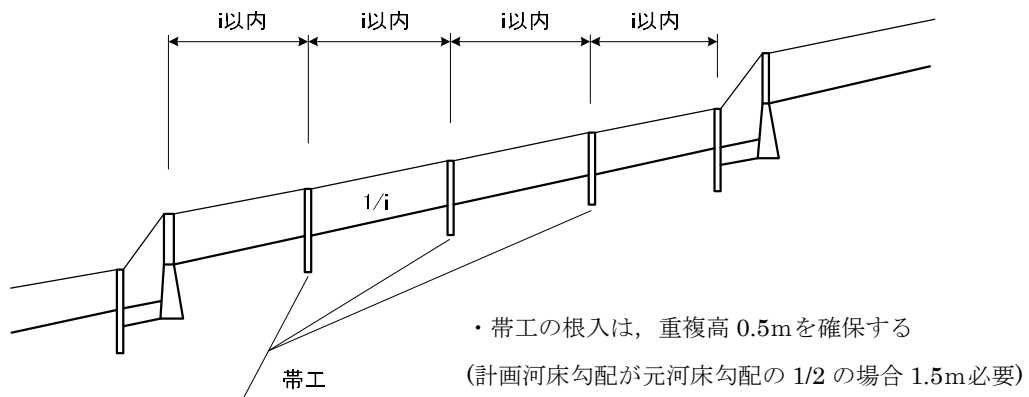 i以内 i以内 i以内 i以内
1/i
・帯工の根入は，重複高 0.5mを確保する
帯工
(計画河床勾配が元河床勾配の 1/2 の場合 1.5m必要)